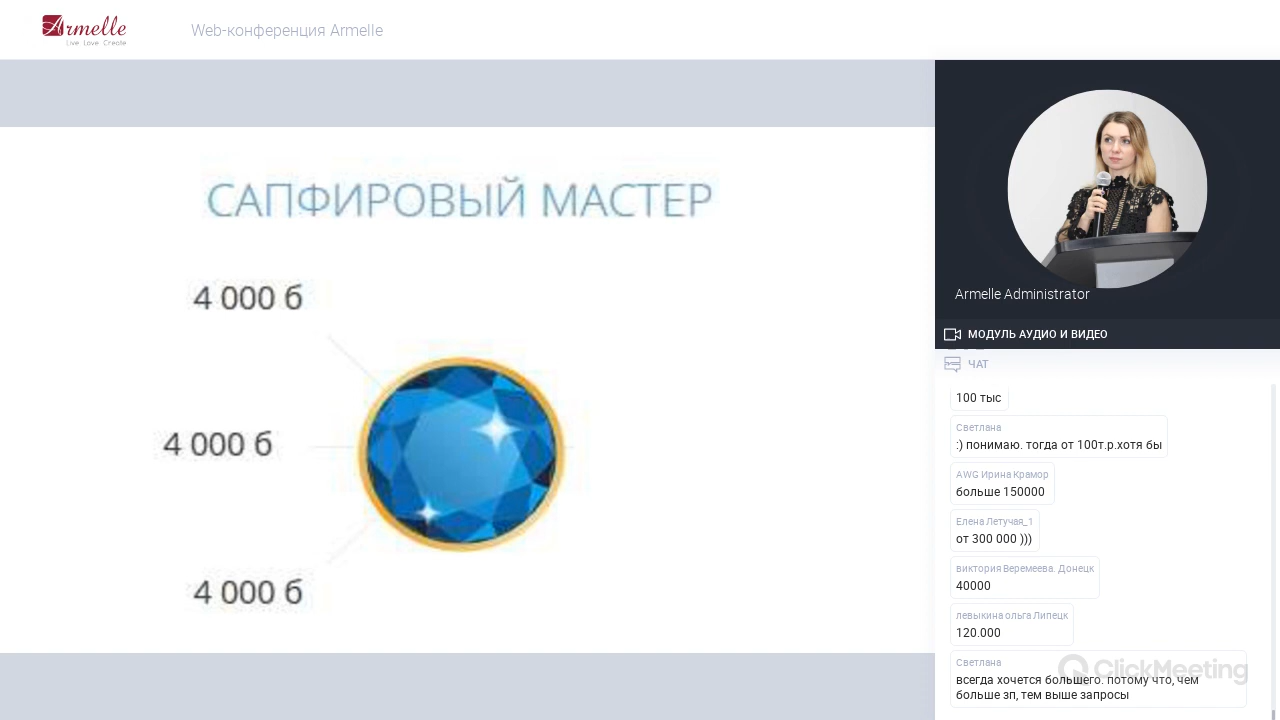 Armelle
Live Love Create
Web-конференция Armelle
САПФИРОВЫЙ МАСТЕР
4 000 б
4 000 б
4 000 б
Armelle Administrator
МОДУЛЬ АУДИО И ВИДЕО
ЧАТ
100 тыс
Светлана
:) понимаю. тогда от 100т.р.хотя бы
AWG Ирина Крамор
больше 150000
Елена Летучая_1
от 300 000 )))
виктория Веремеева. Донецк
40000
левыкина ольга Липецк
120.000
Светлана
всегда хочется большего. потому что, чем
больше зп, тем выше запросы
ClickMeeting